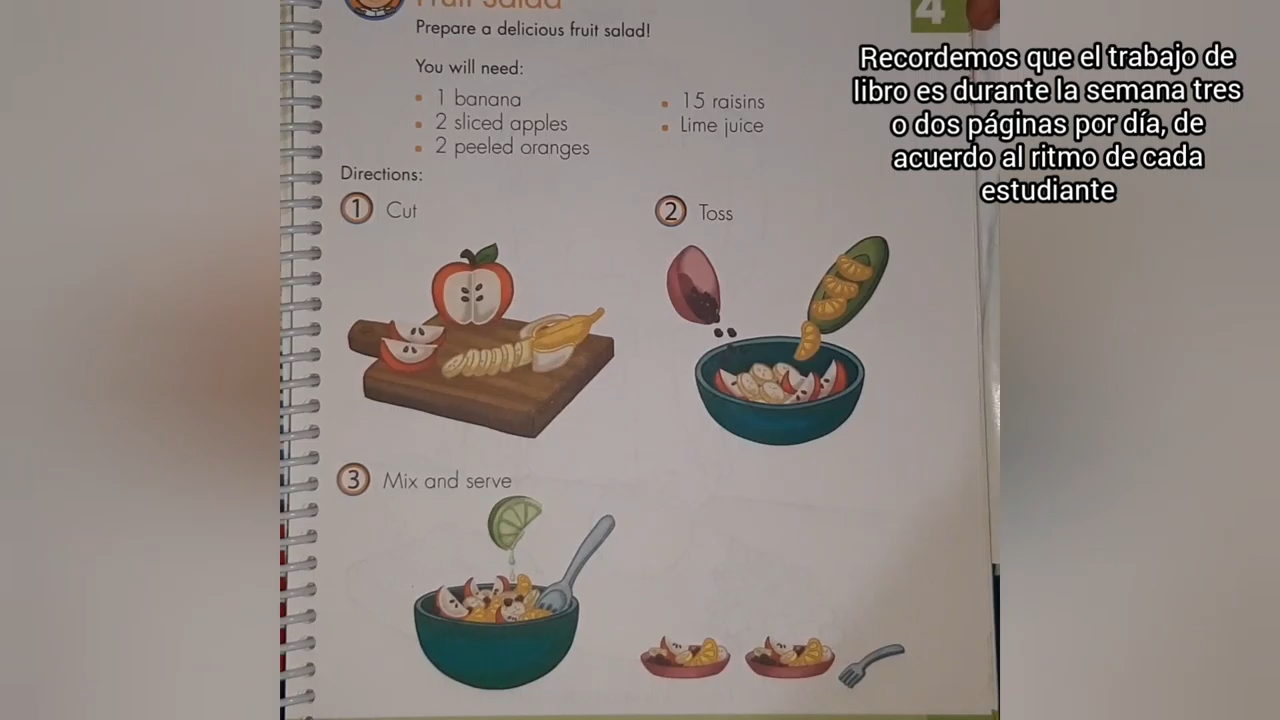 Fruit Salad
4
Prepare a delicious fruit salad!
You will need:
1 banana
2 sliced apples
2 peeled oranges
15 raisins
Lime juice
Directions:
1 Cut
2 Toss
3 Mix and serve
Recordemos que el trabajo de
libro es durante la semana tres
o dos páginas por día, de
acuerdo al ritmo de cada
estudiante